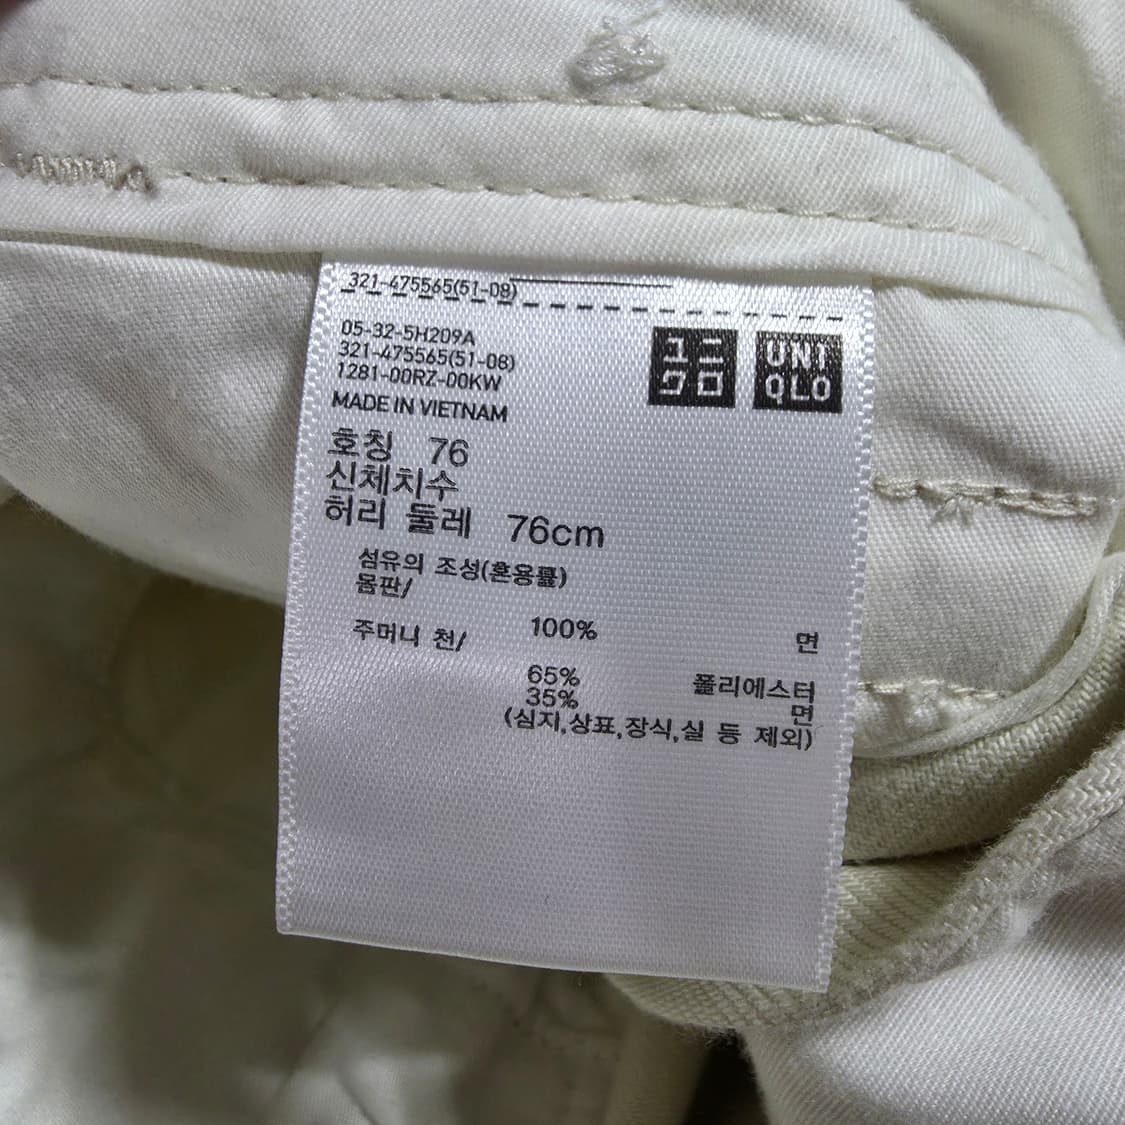 321-475565(51-08)
05-32-5H209A
321-475565(51-08)
1281-00RZ-00KW
MADE IN VIETNAM
ユニ
クロ
UNI
QLO
호칭 76
신체치수
허리 둘레 76cm
섬유의 조성(혼용률)
몸판/
100% 면
주머니 천/
65% 폴리에스터
35% 면
(심지,상표,장식,실 등 제외)